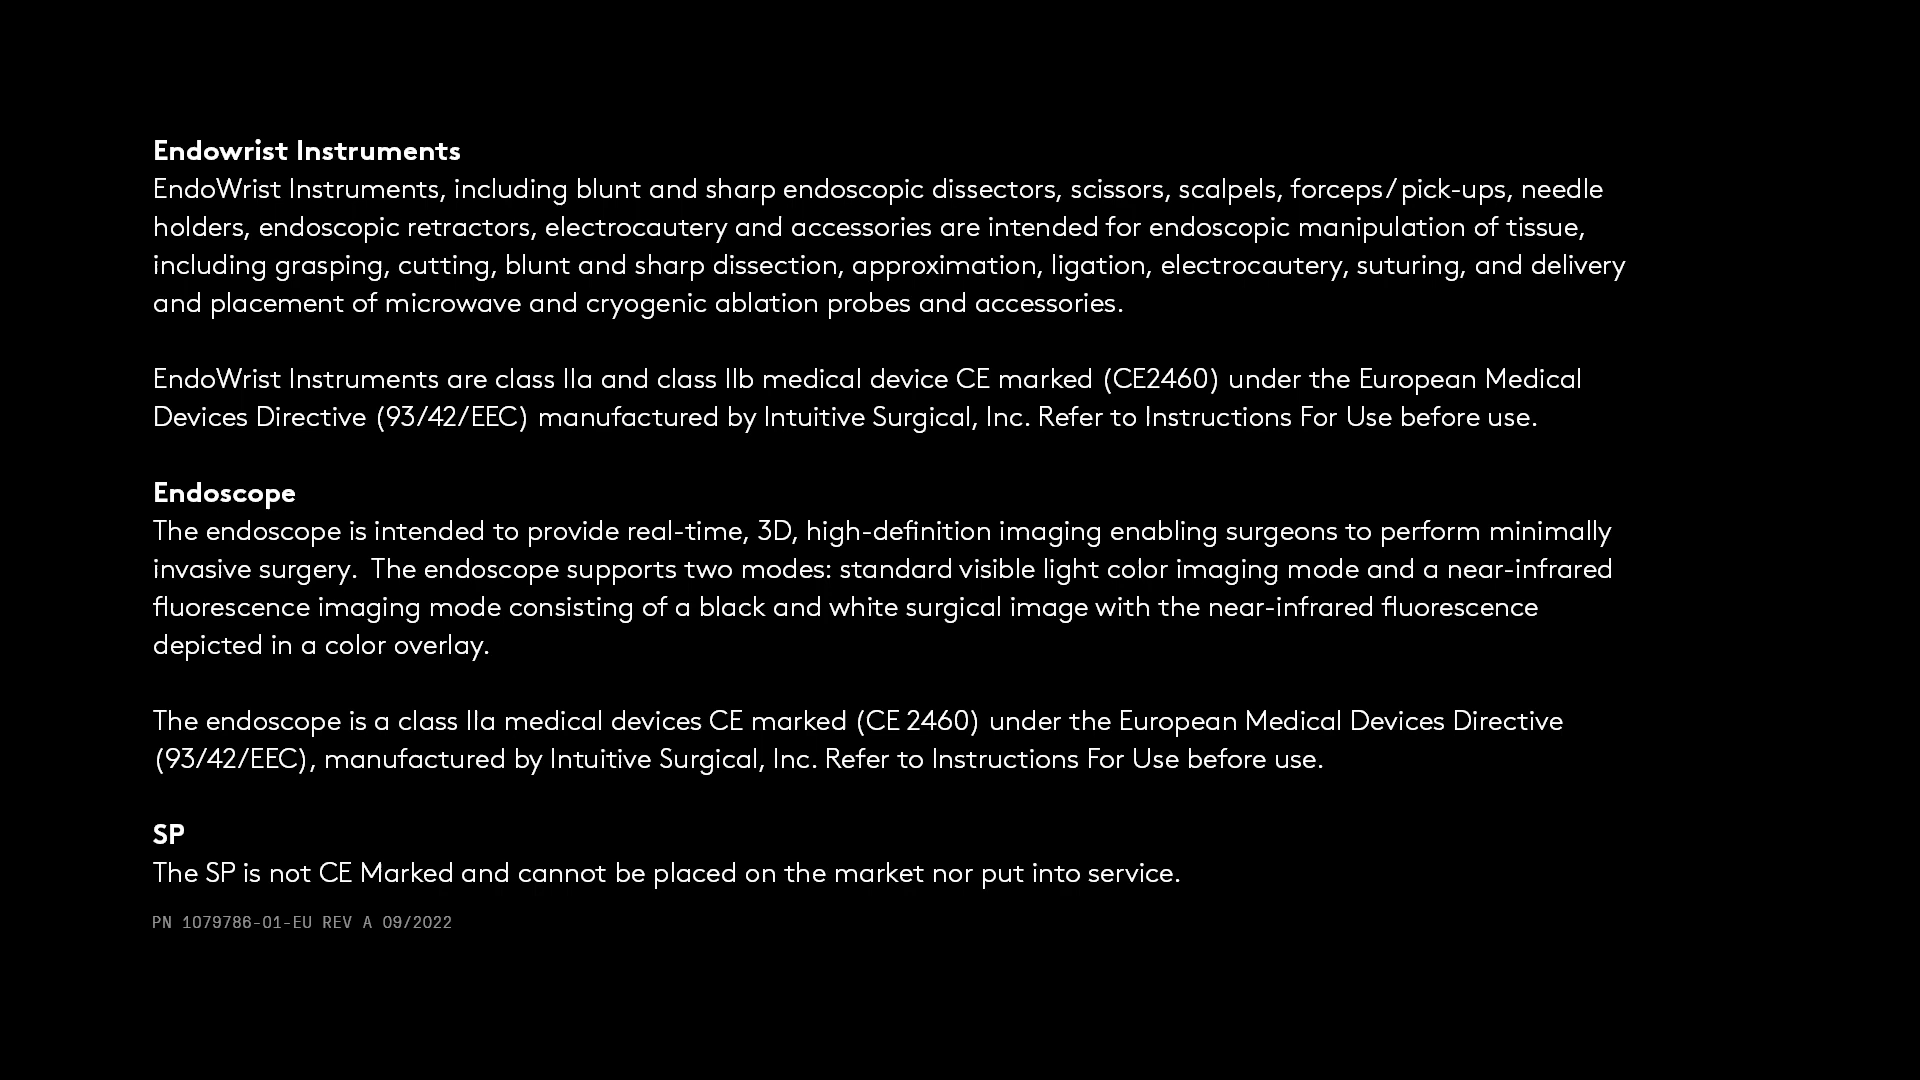 Endowrist Instruments
EndoWrist Instruments, including blunt and sharp endoscopic dissectors, scissors, scalpels, forceps/pick-ups, needle
holders, endoscopic retractors, electrocautery and accessories are intended for endoscopic manipulation of tissue,
including grasping, cutting, blunt and sharp dissection, approximation, ligation, electrocautery, suturing, and delivery
and placement of microwave and cryogenic ablation probes and accessories.
EndoWrist Instruments are class IIa and class IIb medical device CE marked (CE2460) under the European Medical
Devices Directive (93/42/EEC) manufactured by Intuitive Surgical, Inc. Refer to Instructions For Use before use.
Endoscope
The endoscope is intended to provide real-time, 3D, high-definition imaging enabling surgeons to perform minimally
invasive surgery.  The endoscope supports two modes: standard visible light color imaging mode and a near-infrared
fluorescence imaging mode consisting of a black and white surgical image with the near-infrared fluorescence
depicted in a color overlay.
The endoscope is a class IIa medical devices CE marked (CE 2460) under the European Medical Devices Directive
(93/42/EEC), manufactured by Intuitive Surgical, Inc. Refer to Instructions For Use before use.
SP
The SP is not CE Marked and cannot be placed on the market nor put into service.
PN 1079786-01-EU REV A 09/2022